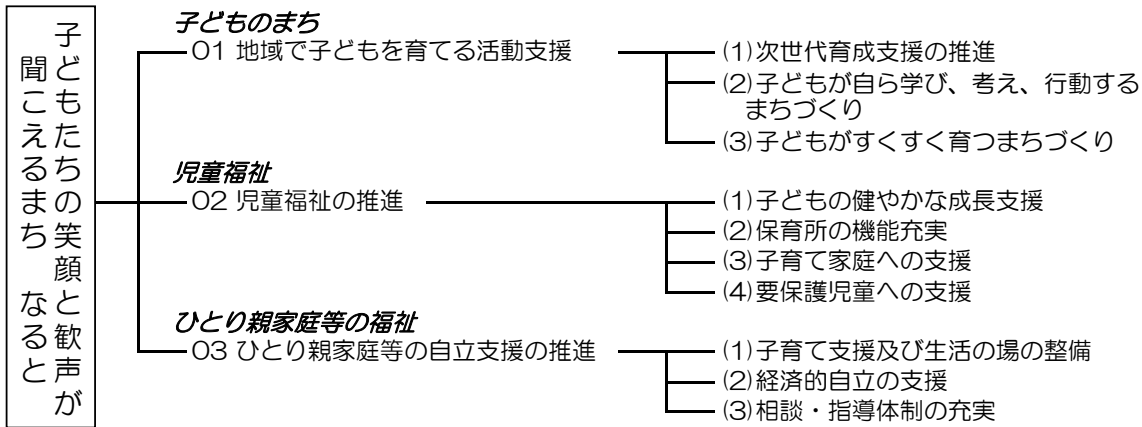 子どもたちの笑顔と歓声が
聞こえるまち なると
子どものまち
01 地域で子どもを育てる活動支援
(1)次世代育成支援の推進
(2)子どもが自ら学び、考え、行動する
まちづくり
(3)子どもがすくすく育つまちづくり
児童福祉
02 児童福祉の推進
(1)子どもの健やかな成長支援
(2)保育所の機能充実
(3)子育て家庭への支援
(4)要保護児童への支援
ひとり親家庭等の福祉
03 ひとり親家庭等の自立支援の推進
(1)子育て支援及び生活の場の整備
(2)経済的自立の支援
(3)相談・指導体制の充実